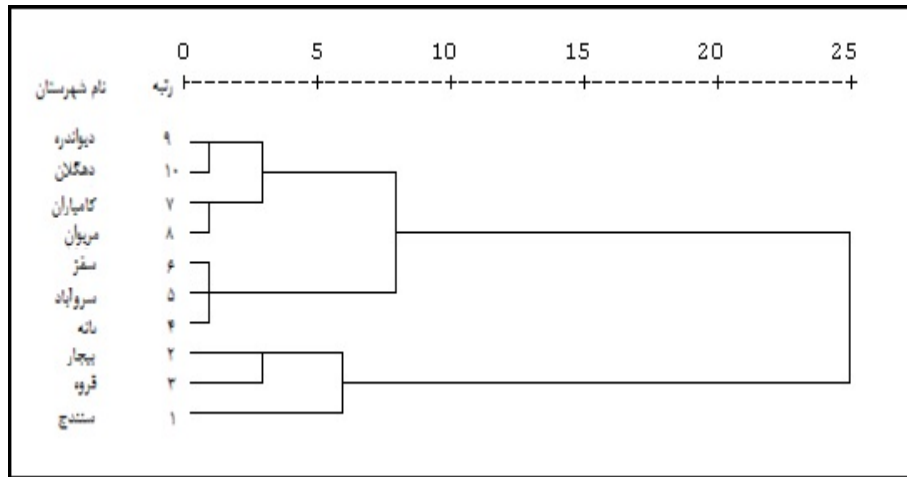 0 5 10 15 20 25
نام شهرستان رتبه
دیواندره ۹
دهگلان ۱۰
کامیاران ۷
مریوان ۸
سقز ۶
سروآباد ۵
بانه ۴
بیجار ۲
قروه ۳
سنندج ۱